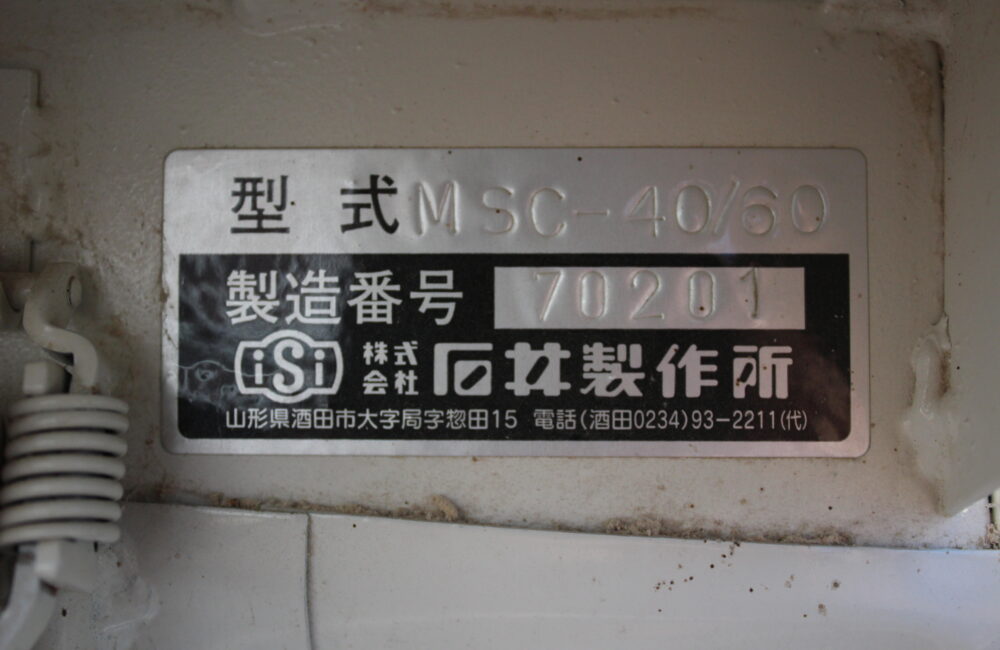 型式 MSC-40/60
製造番号 70201
iSi 株式会社 石井製作所
山形県酒田市大字局字惣田15 電話(酒田0234)93-2211(代)